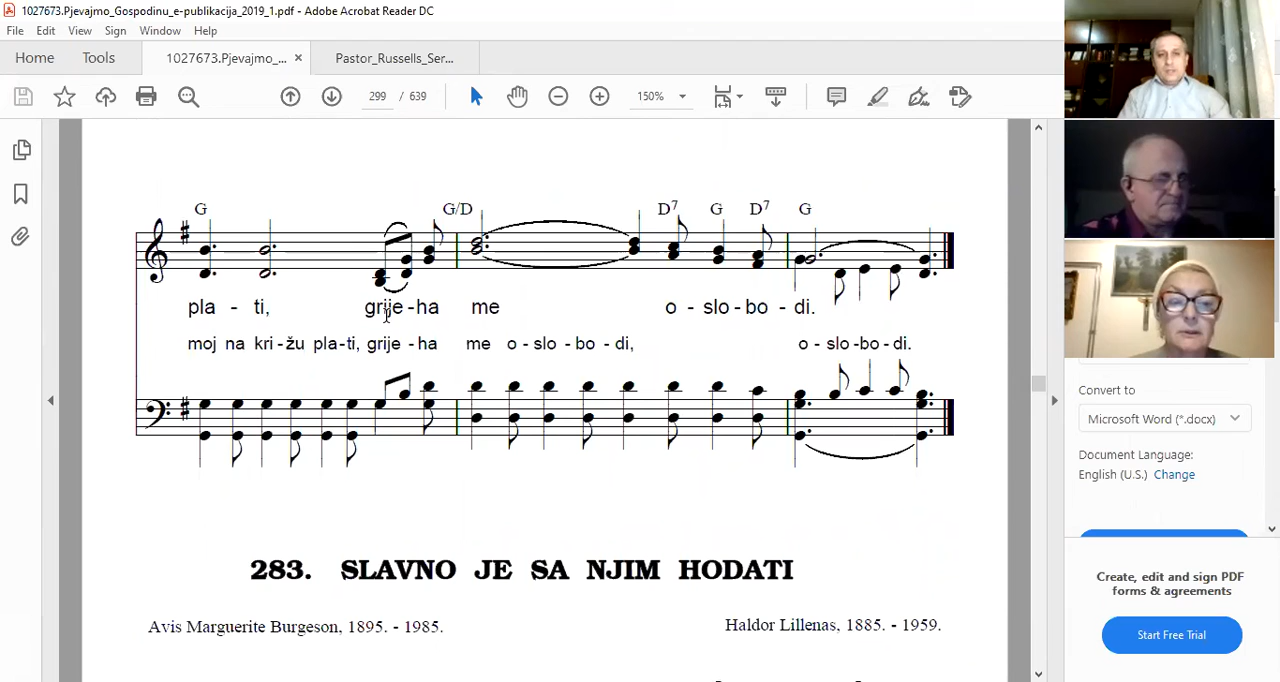 1027673.Pjevajmo_Gospodinu_e-publikacija_2019_1.pdf - Adobe Acrobat Reader DC
File Edit View Sign Window Help
Home Tools 1027673.Pjevajmo_... × Pastor_Russells_Ser...
299 / 639 150%
G G/D D7 G D7 G
pla - ti, grije - ha me o - slo - bo - di.
moj na kri - žu pla - ti, grije - ha me o - slo - bo - di, o - slo - bo - di.
283. SLAVNO JE SA NJIM HODATI
Avis Marguerite Burgeson, 1895. - 1985. Haldor Lillenas, 1885. - 1959.
Convert to
Microsoft Word (*.docx)
Document Language:
English (U.S.) Change
Create, edit and sign PDF
forms & agreements
Start Free Trial